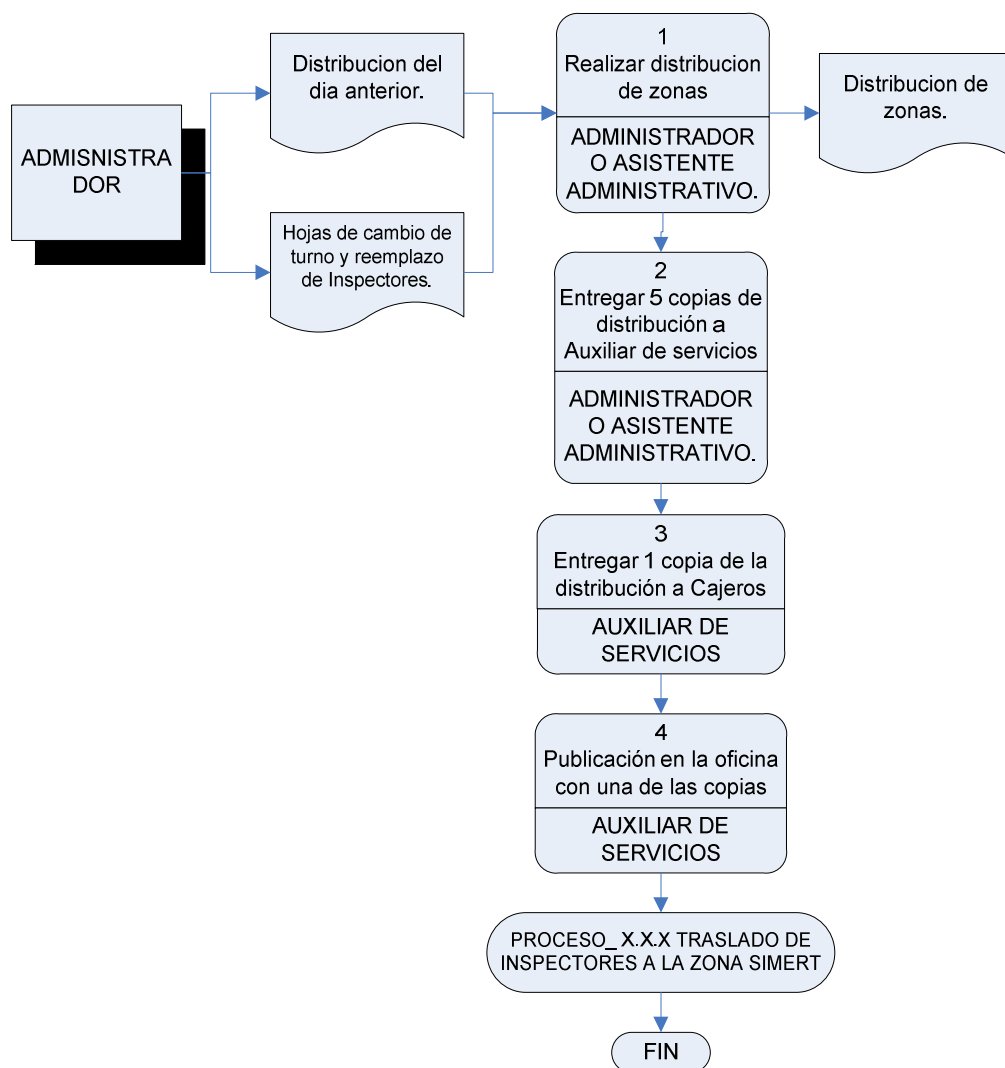 ADMISNISTRA
DOR
Distribucion del
dia anterior.
Hojas de cambio de
turno y reemplazo
de Inspectores.
1
Realizar distribucion
de zonas
ADMINISTRADOR
O ASISTENTE
ADMINISTRATIVO.
Distribucion de
zonas.
2
Entregar 5 copias de
distribución a
Auxiliar de servicios
ADMINISTRADOR
O ASISTENTE
ADMINISTRATIVO.
3
Entregar 1 copia de la
distribución a Cajeros
AUXILIAR DE
SERVICIOS
4
Publicación en la oficina
con una de las copias
AUXILIAR DE
SERVICIOS
PROCESO_ X.X.X TRASLADO DE
INSPECTORES A LA ZONA SIMERT
FIN